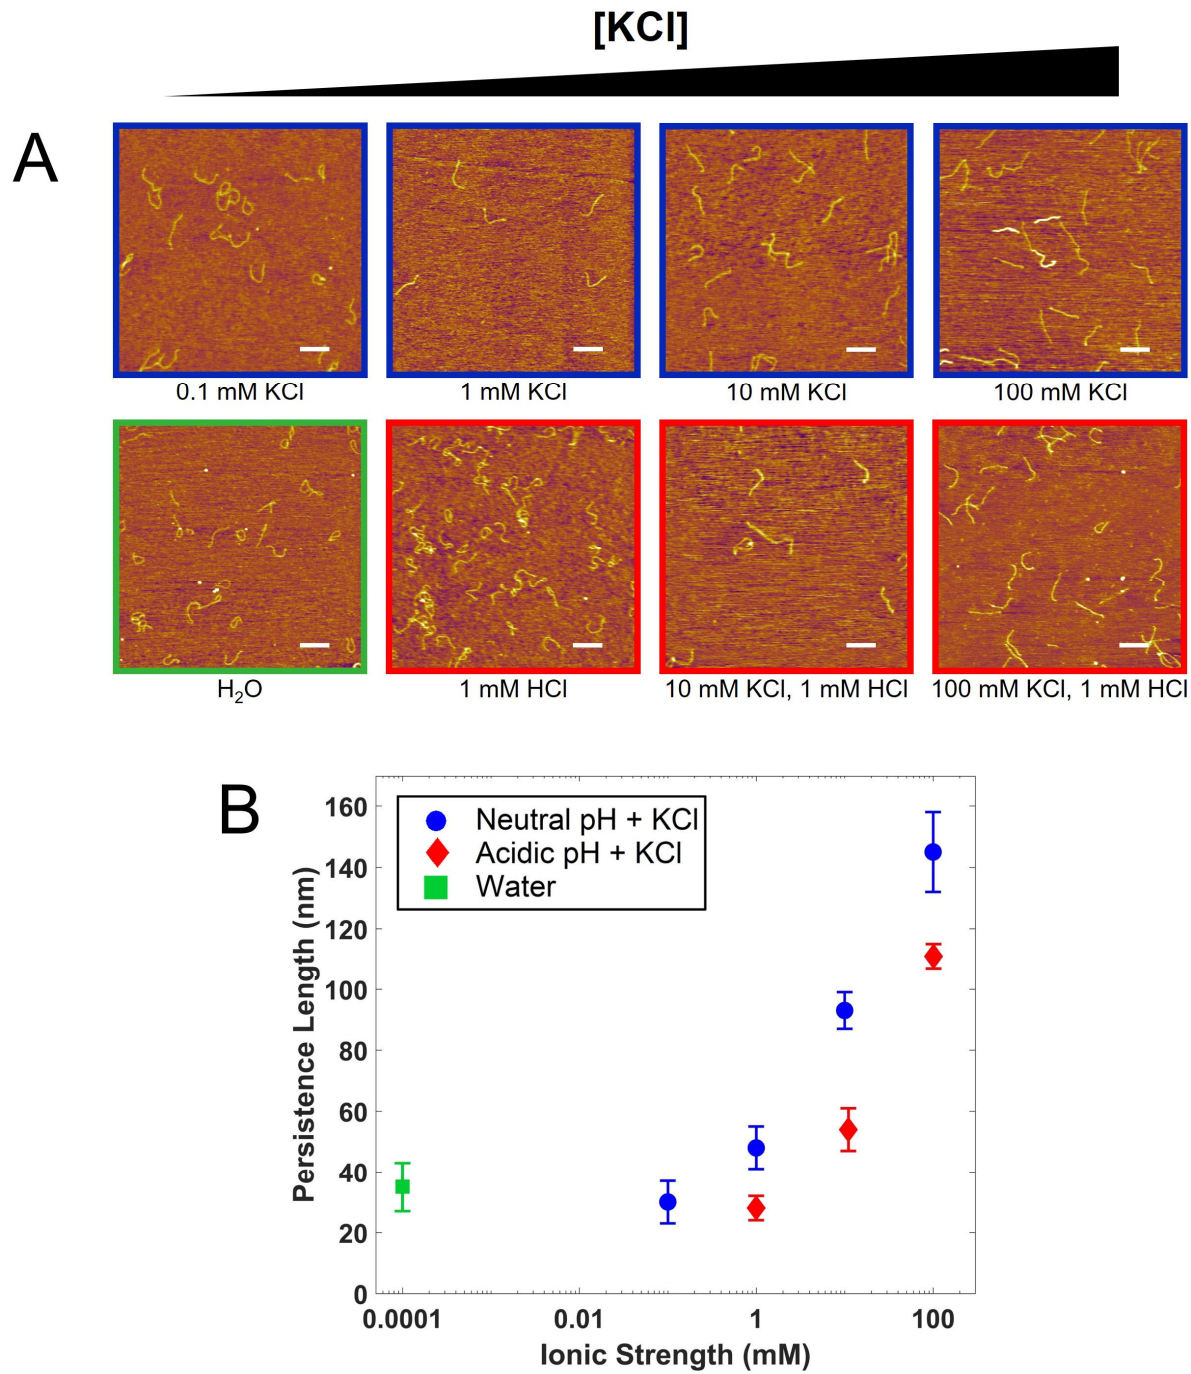 [KCl]
A
0.1 mM KCl
1 mM KCl
10 mM KCl
100 mM KCl
H₂O
1 mM HCl
10 mM KCl, 1 mM HCl
100 mM KCl, 1 mM HCl
B
Neutral pH + KCl
Acidic pH + KCl
Water
Persistence Length (nm)
160
140
120
100
80
60
40
20
0
0.0001
0.01
1
100
Ionic Strength (mM)